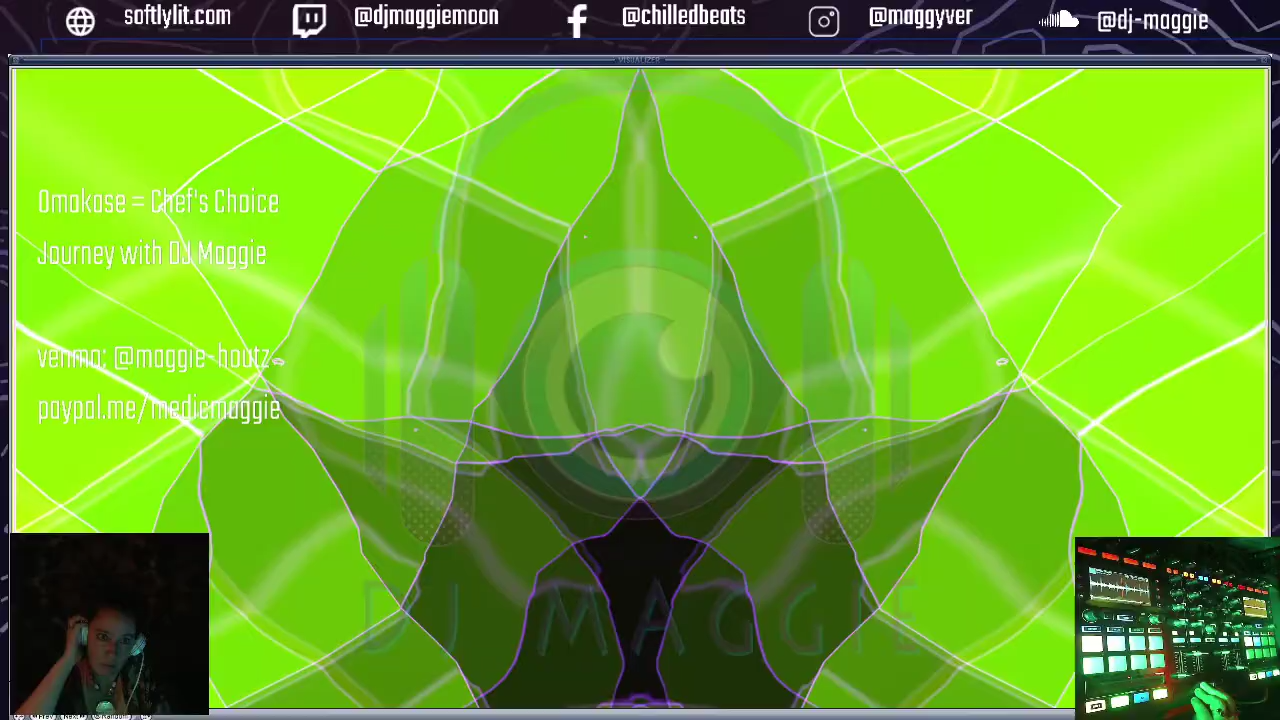 softlylit.com
@djmaggiemoon
@chilledbeats
@maggyver
@dj-maggie
VISUALIZER
Omakase = Chef's Choice
Journey with DJ Maggie
venmo: @maggie-houtz
paypal.me/medicmaggie
DJ MAGGIE